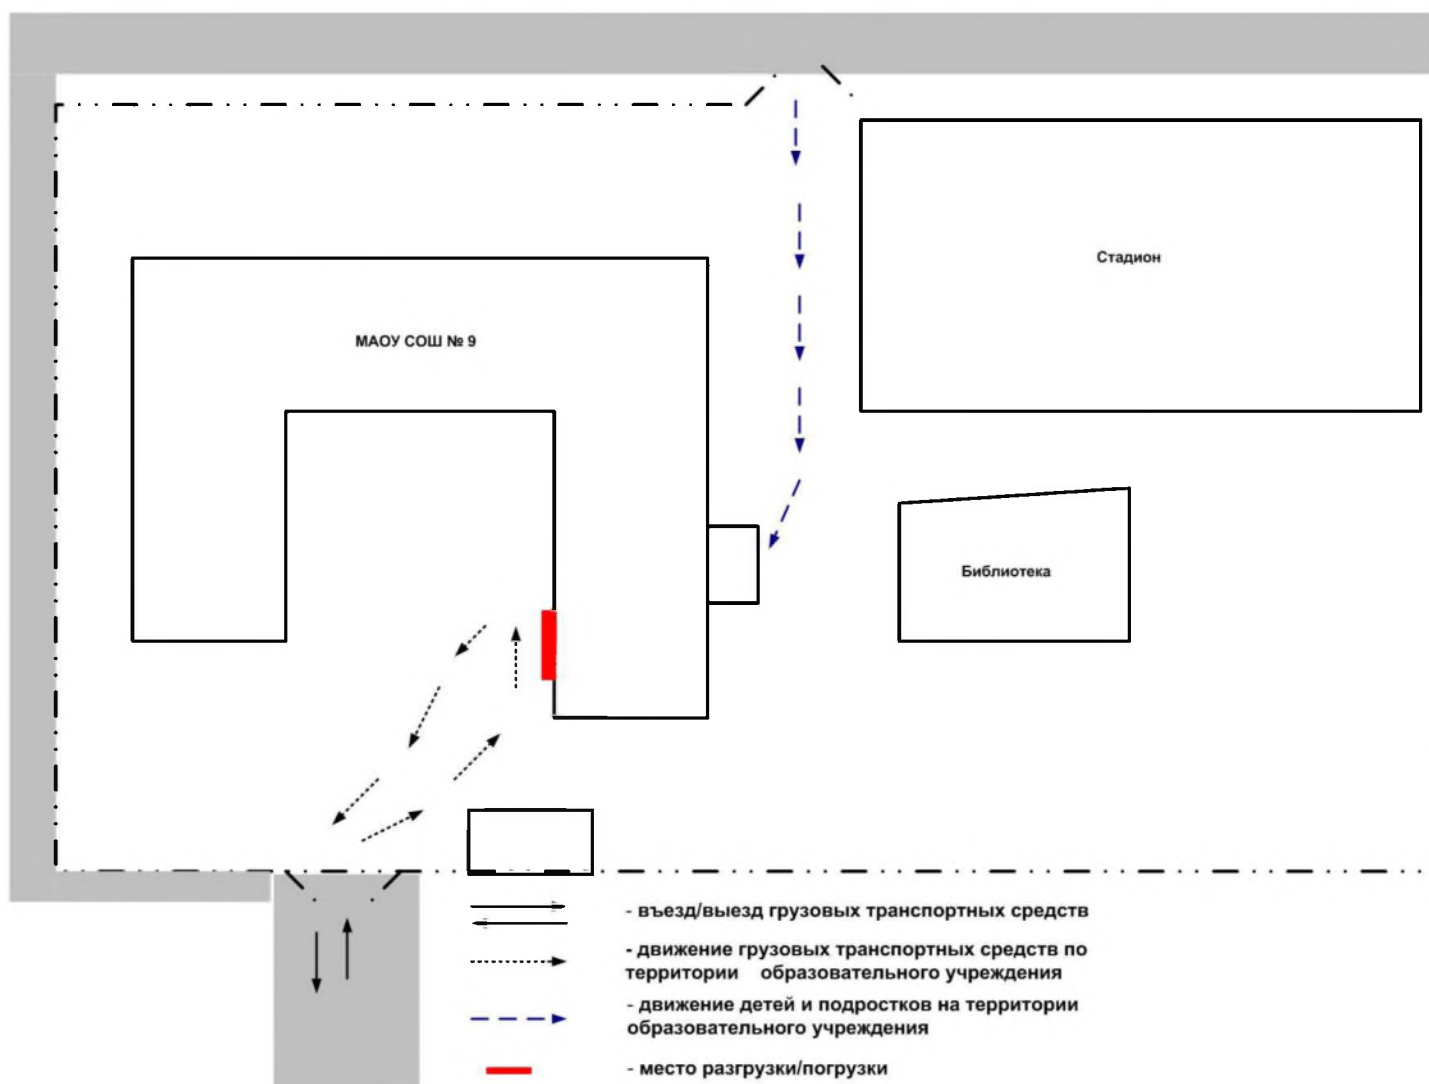 Стадион
МАОУ СОШ № 9
Библиотека
- въезд/выезд грузовых транспортных средств
- движение грузовых транспортных средств по
территории образовательного учреждения
- движение детей и подростков на территории
образовательного учреждения
- место разгрузки/погрузки